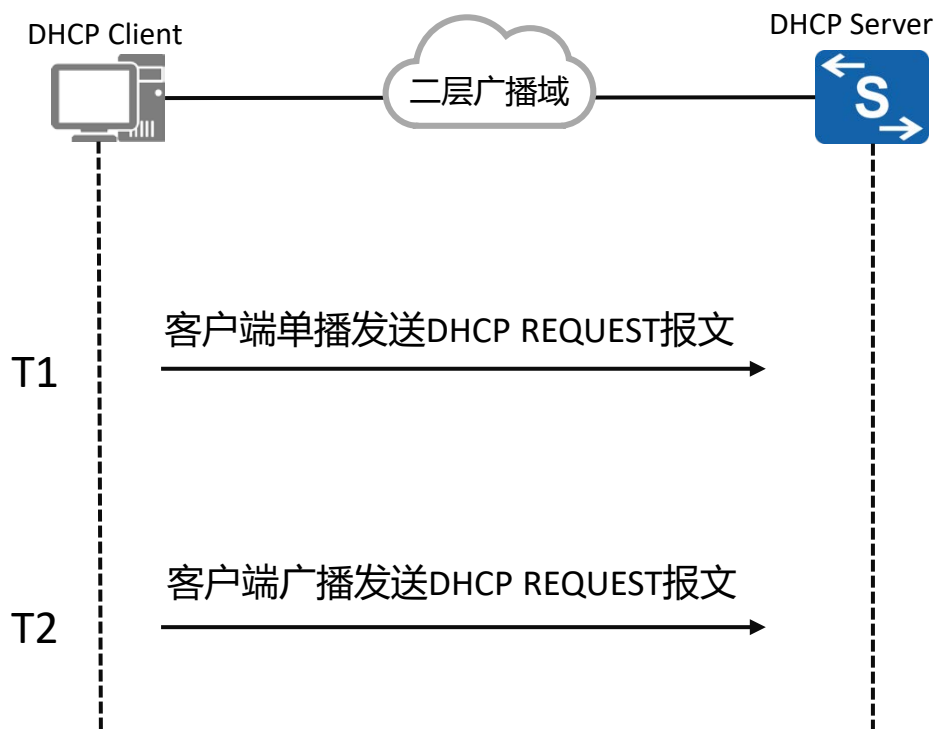 DHCP Client
DHCP Server
二层广播域
S
客户端单播发送DHCP REQUEST报文
T1
客户端广播发送DHCP REQUEST报文
T2